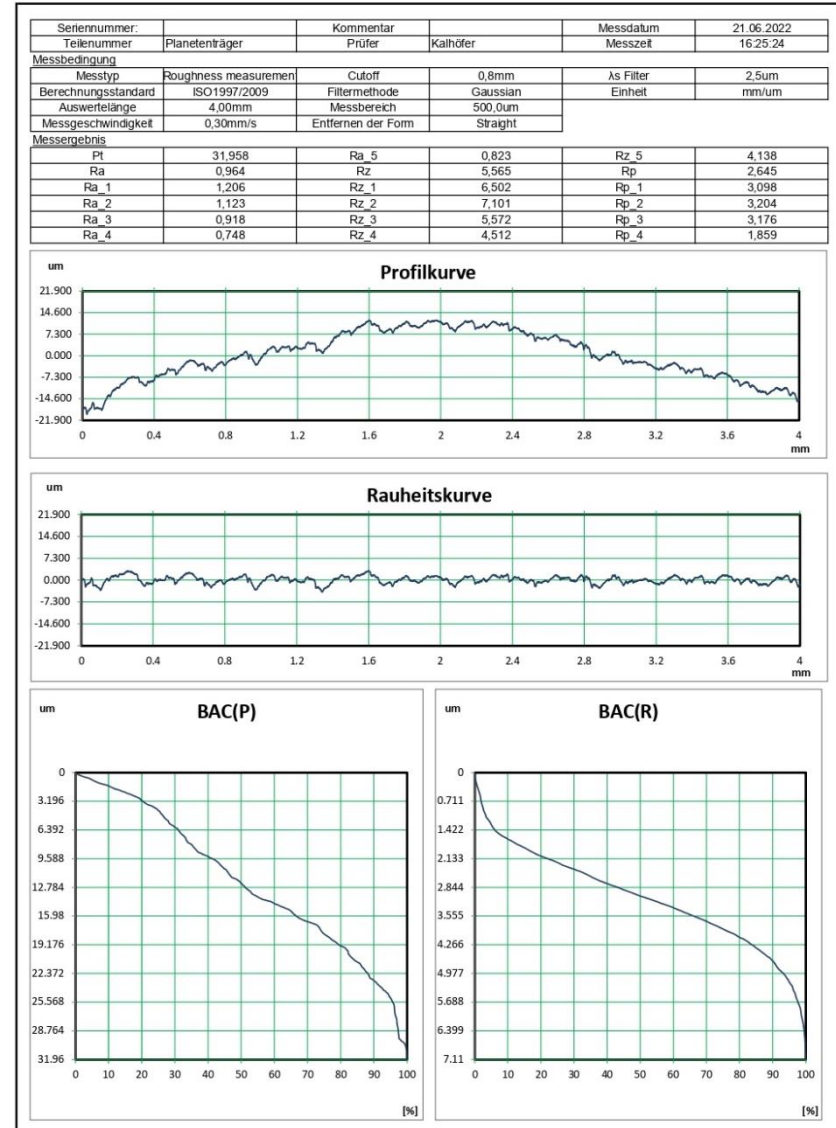 Seriennummer: Kommentar Messdatum 21.06.2022
Teilenummer Planetenträger Prüfer Kalhöfer Messzeit 16:25:24
Messbedingung
Messtyp Roughness measuremen Cutoff 0,8mm λs Filter 2,5um
Berechnungsstandard ISO1997/2009 Filtermethode Gaussian Einheit mm/um
Auswertelänge 4,00mm Messbereich 500,0um
Messgeschwindigkeit 0,30mm/s Entfernen der Form Straight
Messergebnis
Pt 31,958 Ra_5 0,823 Rz_5 4,138
Ra 0,964 Rz 5,565 Rp 2,645
Ra_1 1,206 Rz_1 6,502 Rp_1 3,098
Ra_2 1,123 Rz_2 7,101 Rp_2 3,204
Ra_3 0,918 Rz_3 5,572 Rp_3 3,176
Ra_4 0,748 Rz_4 4,512 Rp_4 1,859
um
Profilkurve
21.900
14.600
7.300
0.000
-7.300
-14.600
-21.900
0 0.4 0.8 1.2 1.6 2 2.4 2.8 3.2 3.6 4
mm
um
Rauheitskurve
21.900
14.600
7.300
0.000
-7.300
-14.600
-21.900
0 0.4 0.8 1.2 1.6 2 2.4 2.8 3.2 3.6 4
mm
um
BAC(P)
0
3.196
6.392
9.588
12.784
15.98
19.176
22.372
25.568
28.764
31.96
0 10 20 30 40 50 60 70 80 90 100
[%]
um
BAC(R)
0
0.711
1.422
2.133
2.844
3.555
4.266
4.977
5.688
6.399
7.11
0 10 20 30 40 50 60 70 80 90 100
[%]